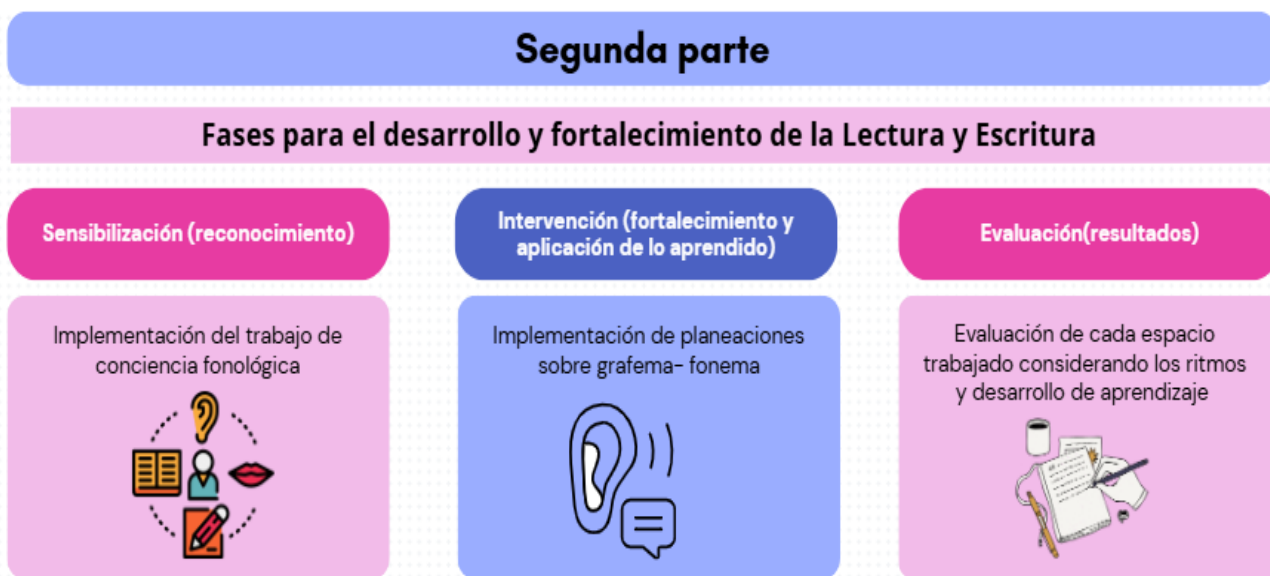 Segunda parte
Fases para el desarrollo y fortalecimiento de la Lectura y Escritura
Sensibilización (reconocimiento)
Implementación del trabajo de
conciencia fonológica
Intervención (fortalecimiento y
aplicación de lo aprendido)
Implementación de planeaciones
sobre grafema- fonema
Evaluación(resultados)
Evaluación de cada espacio
trabajado considerando los ritmos
y desarrollo de aprendizaje